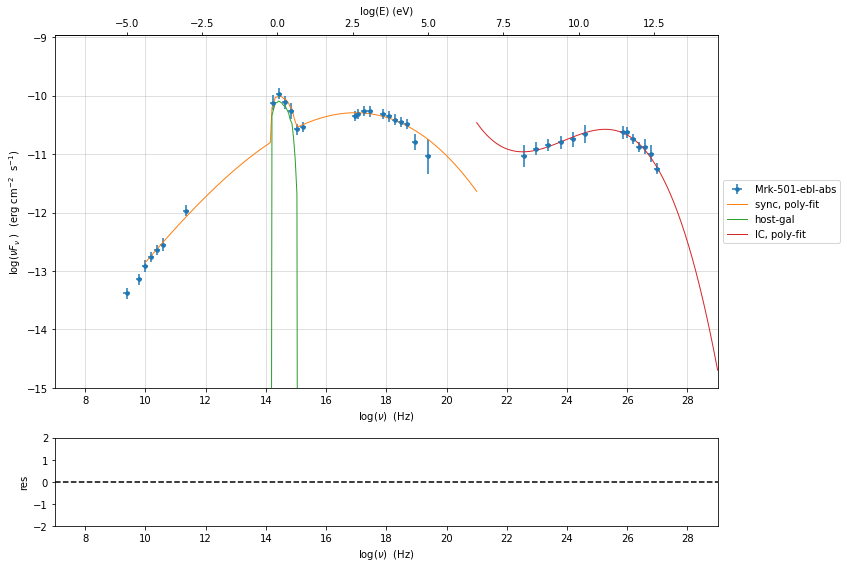 log(E) (eV)
−5.0 −2.5 0.0 2.5 5.0 7.5 10.0 12.5
−9
−10
−11
−12
−13
−14
−15
log(νFν ) (erg cm−2 s−1)
Mrk-501-ebl-abs
sync, poly-fit
host-gal
IC, poly-fit
8 10 12 14 16 18 20 22 24 26 28
log(ν) (Hz)
2
1
0
−1
−2
res
8 10 12 14 16 18 20 22 24 26 28
log(ν) (Hz)